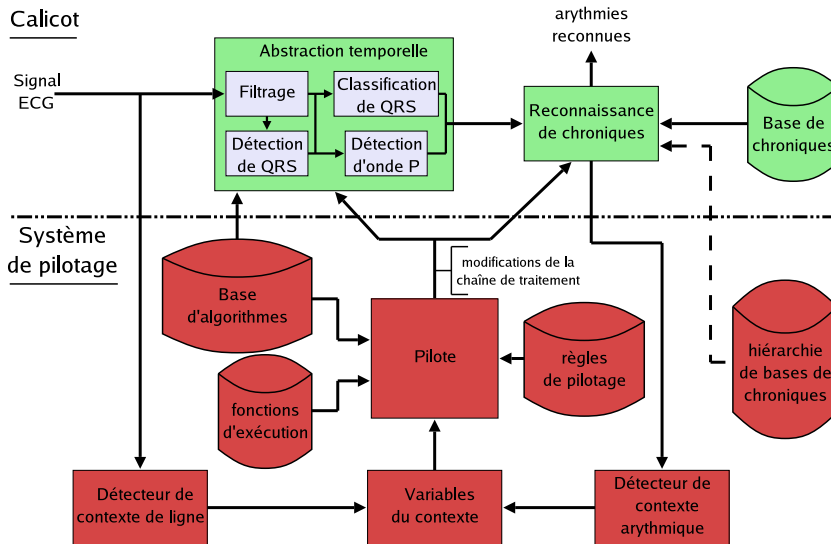 Calicot
arythmies
reconnues
Abstraction temporelle
Signal
ECG
Filtrage
Classification
de QRS
Détection
de QRS
Détection
d'onde P
Reconnaissance
de chroniques
Base de
chroniques
Système
de pilotage
modifications de la
chaîne de traitement
Base
d'algorithmes
Pilote
règles
de pilotage
hiérarchie
de bases de
chroniques
fonctions
d'exécution
Détecteur de
contexte de ligne
Variables
du contexte
Détecteur de
contexte
arythmique